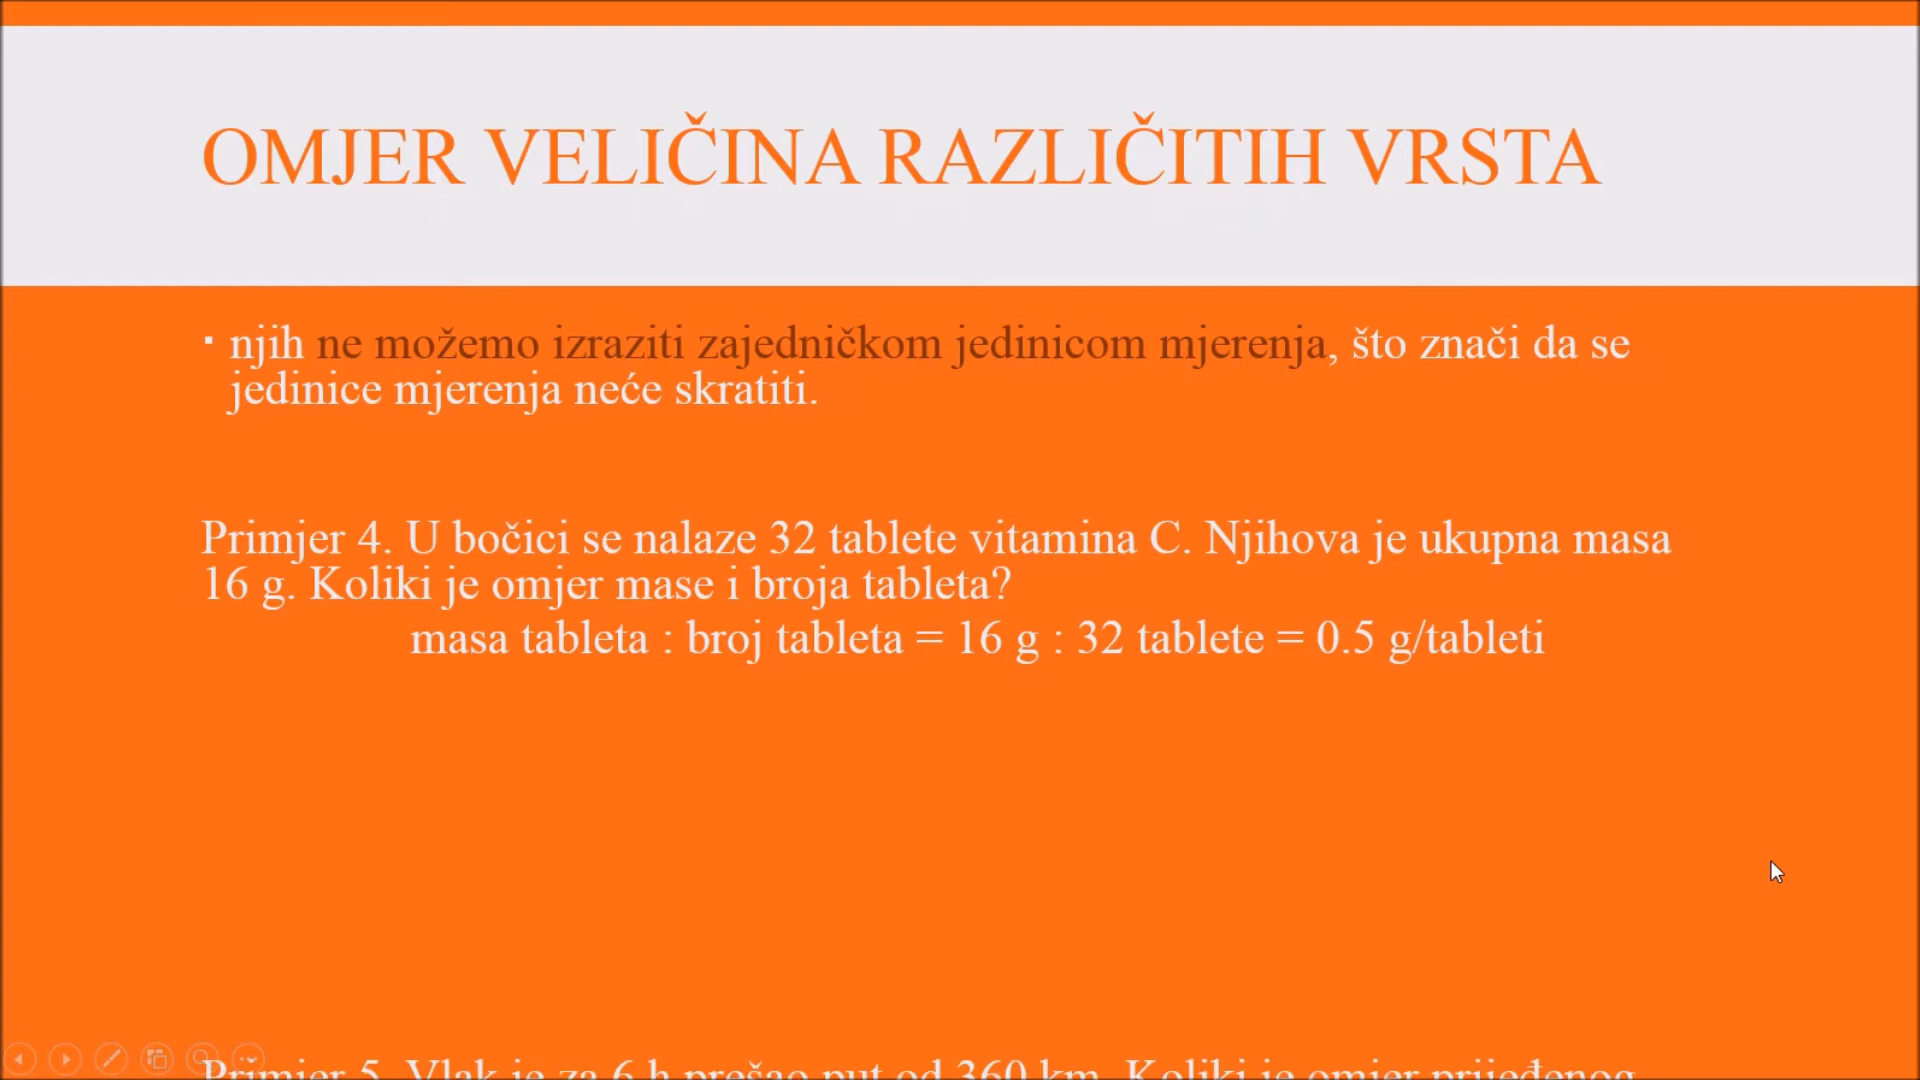 OMJER VELIČINA RAZLIČITIH VRSTA
▪ njih ne možemo izraziti zajedničkom jedinicom mjerenja, što znači da se
jedinice mjerenja neće skratiti.
Primjer 4. U bočici se nalaze 32 tablete vitamina C. Njihova je ukupna masa
16 g. Koliki je omjer mase i broja tableta?
masa tableta : broj tableta = 16 g : 32 tablete = 0.5 g/tableti
Primjer 5. Vlak je za 6 h prešao put od 360 km. Koliki je omjer prijeđenog